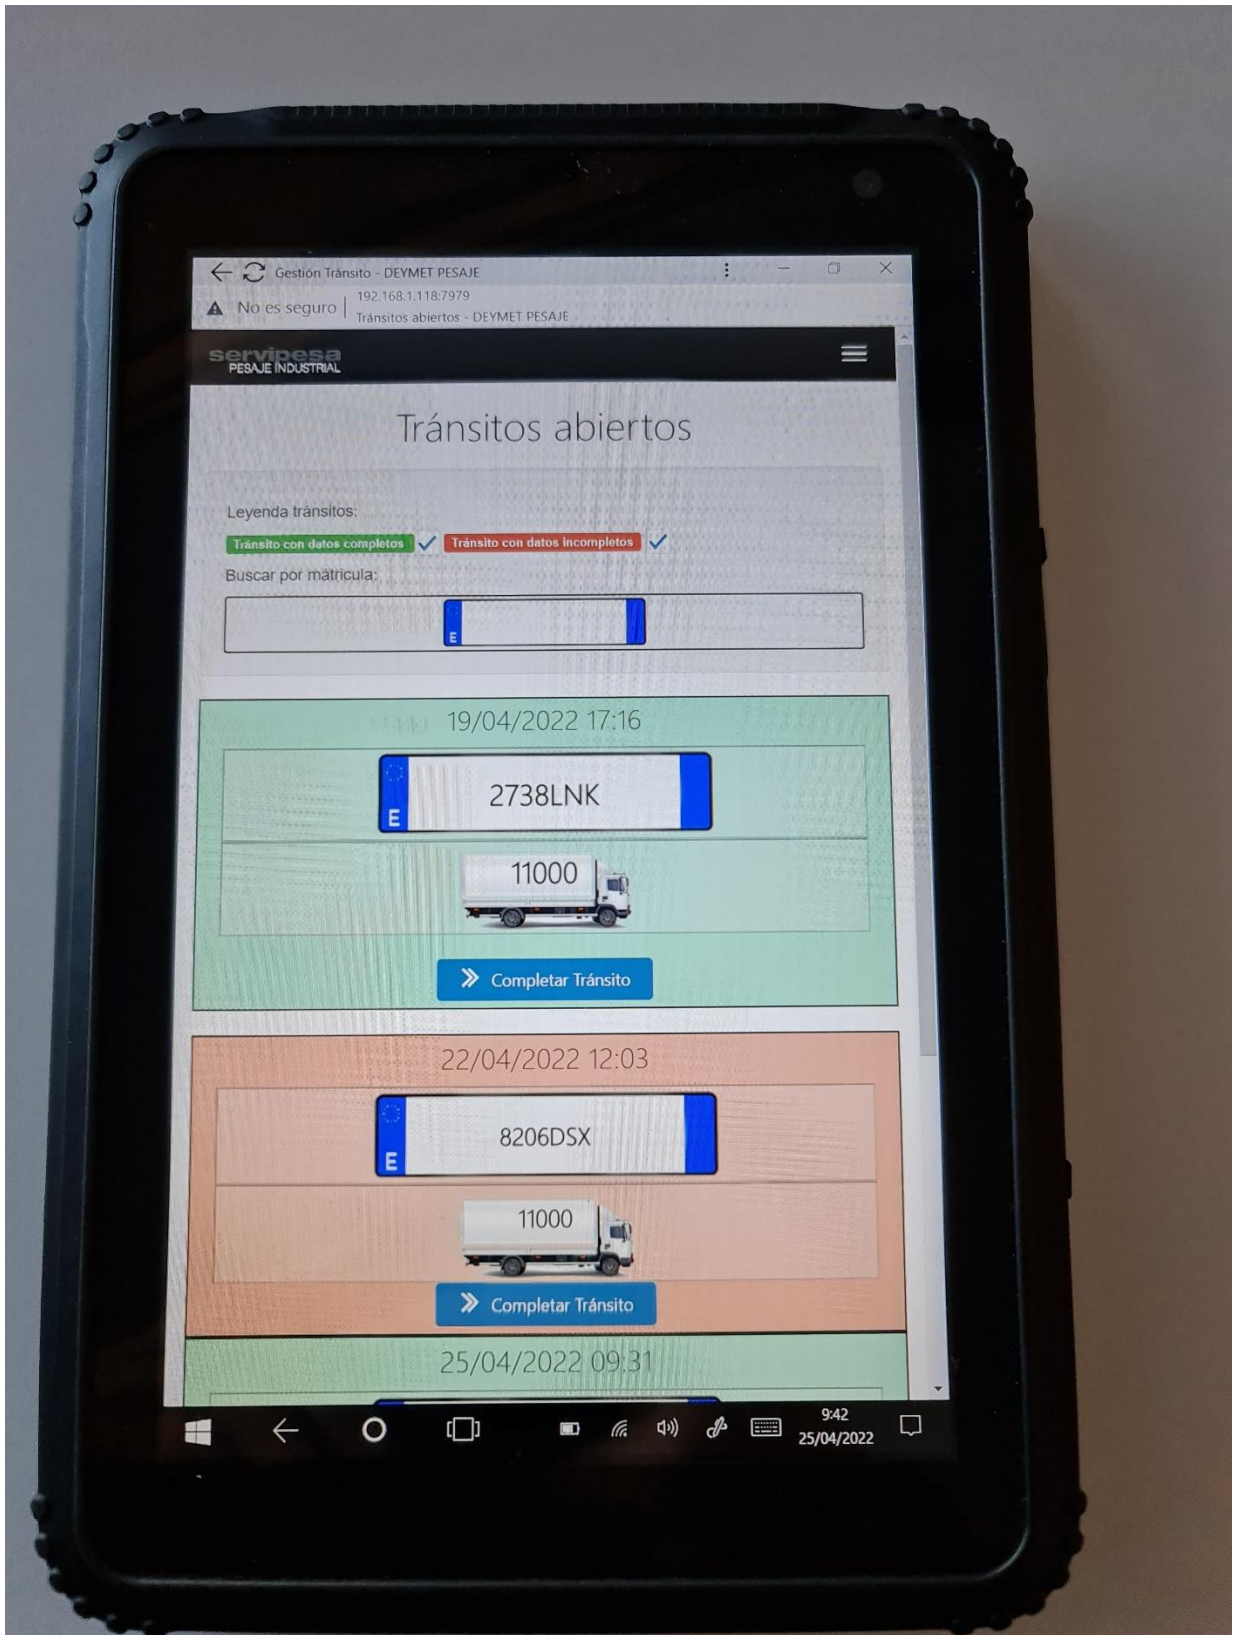 Gestión Tránsito - DEYMET PESAJE
No es seguro
192.168.1.118:7979
Tránsitos abiertos - DEYMET PESAJE
servipesa
PESAJE INDUSTRIAL
Tránsitos abiertos
Leyenda tránsitos:
Tránsito con datos completos Tránsito con datos incompletos
Buscar por mátricula:
E
19/04/2022 17:16
2738LNK
E
11000
Completar Tránsito
22/04/2022 12:03
8206DSX
E
11000
Completar Tránsito
25/04/2022 09:31
9:42
25/04/2022